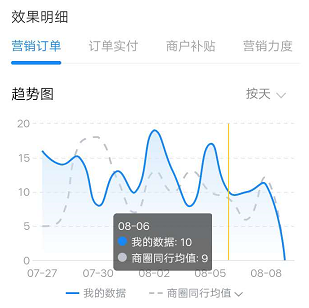 效果明细
营销订单 订单实付 商户补贴 营销力度
趋势图 按天
20
15
10
5
0
08-06
我的数据: 10
商圈同行均值: 9
07-27 07-30 08-02 08-05 08-08
我的数据 商圈同行均值